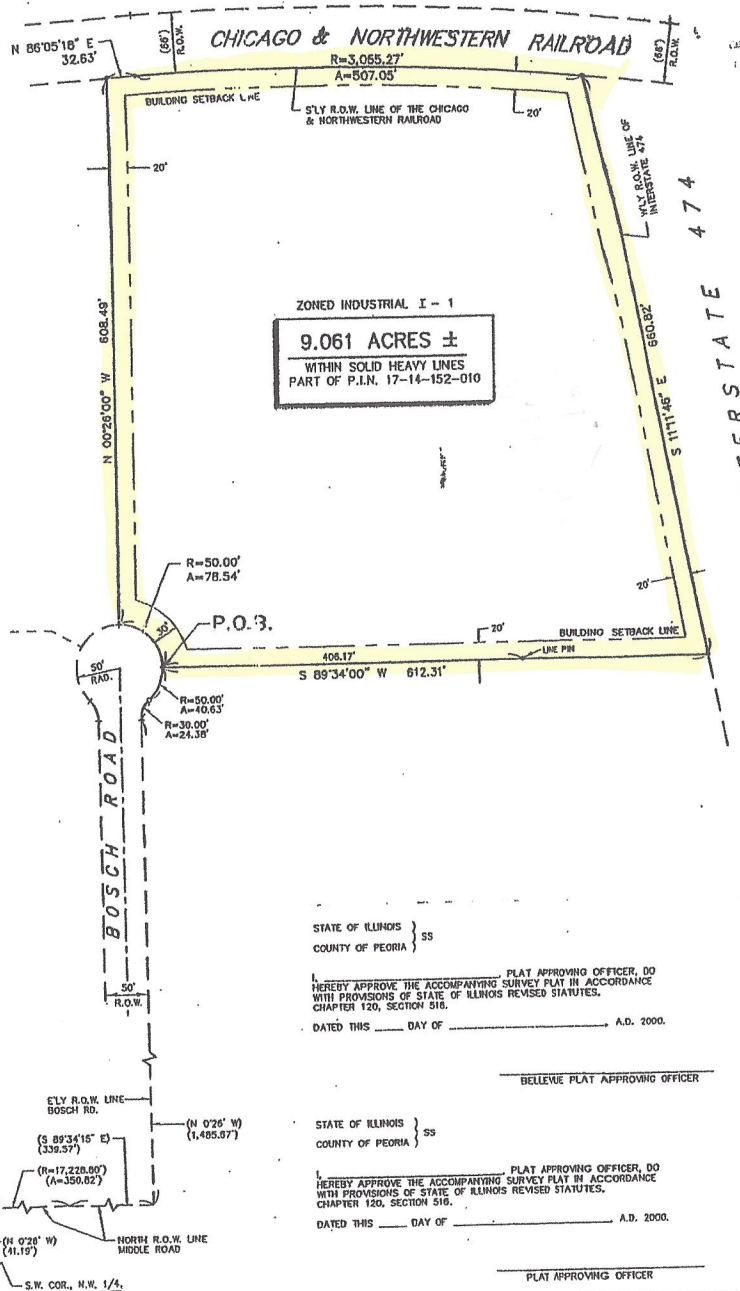 N 86°05'18" E
32.63'
(66')
R.O.W.
CHICAGO & NORTHWESTERN RAILROAD
(66')
R.O.W.
R=3,055.27'
A=507.05'
BUILDING SETBACK LINE
S'LY R.O.W. LINE OF THE CHICAGO
& NORTHWESTERN RAILROAD
20'
20'
W'LY R.O.W. LINE OF
INTERSTATE 474
474
ERSTATE
ZONED INDUSTRIAL I - 1
9.061 ACRES ±
WITHIN SOLID HEAVY LINES
PART OF P.I.N. 17-14-152-010
N 00°26'00" W 608.49'
660.82'
S 11°11'46" E
R=50.00'
A=78.54'
30'
P.O.B.
20'
20'
BUILDING SETBACK LINE
406.17'
LINE PIN
S 89°34'00" W 612.31'
50'
RAD.
R=50.00'
A=40.63'
R=30.00'
A=24.38'
BOSCH ROAD
50'
R.O.W.
STATE OF ILLINOIS } SS
COUNTY OF PEORIA
I, ____________ PLAT APPROVING OFFICER, DO
HEREBY APPROVE THE ACCOMPANYING SURVEY PLAT IN ACCORDANCE
WITH PROVISIONS OF STATE OF ILLINOIS REVISED STATUTES,
CHAPTER 120, SECTION 516.
DATED THIS ____ DAY OF ____________, A.D. 2000.
BELLEVUE PLAT APPROVING OFFICER
E'LY R.O.W. LINE
BOSCH RD.
(N 0°26' W)
(1,485.67')
(S 89°34'15" E)
(339.57')
(R=17,228.80')
(A=350.82')
(N 0°26' W)
(41.19')
NORTH R.O.W. LINE
MIDDLE ROAD
S.W. COR., N.W. 1/4,
STATE OF ILLINOIS } SS
COUNTY OF PEORIA
I, ____________ PLAT APPROVING OFFICER, DO
HEREBY APPROVE THE ACCOMPANYING SURVEY PLAT IN ACCORDANCE
WITH PROVISIONS OF STATE OF ILLINOIS REVISED STATUTES,
CHAPTER 120, SECTION 516.
DATED THIS ____ DAY OF ____________, A.D. 2000.
PLAT APPROVING OFFICER